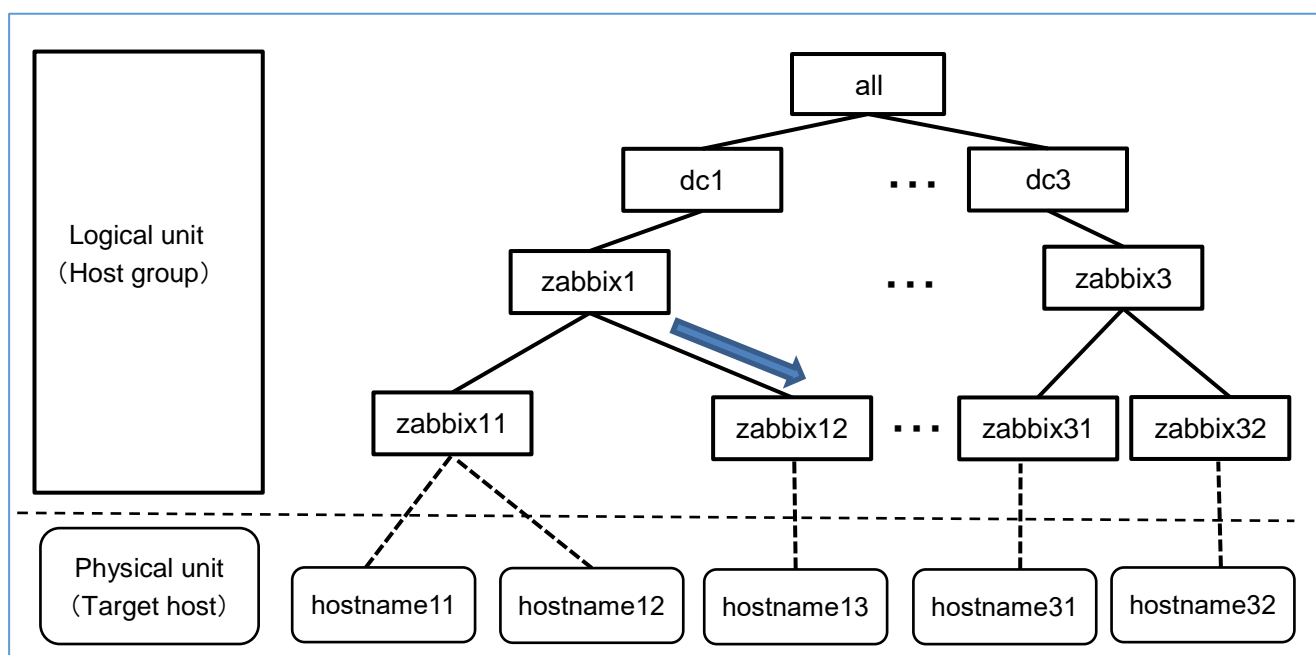 all
dc1
...
dc3
Logical unit
（Host group）
zabbix1
...
zabbix3
zabbix11
zabbix12
...
zabbix31
zabbix32
Physical unit
（Target host）
hostname11
hostname12
hostname13
hostname31
hostname32